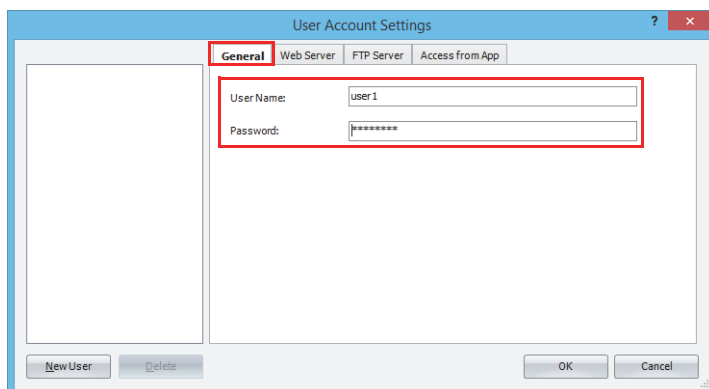 User Account Settings
?
General Web Server FTP Server Access from App
User Name: user1
Password: ********
New User Delete OK Cancel